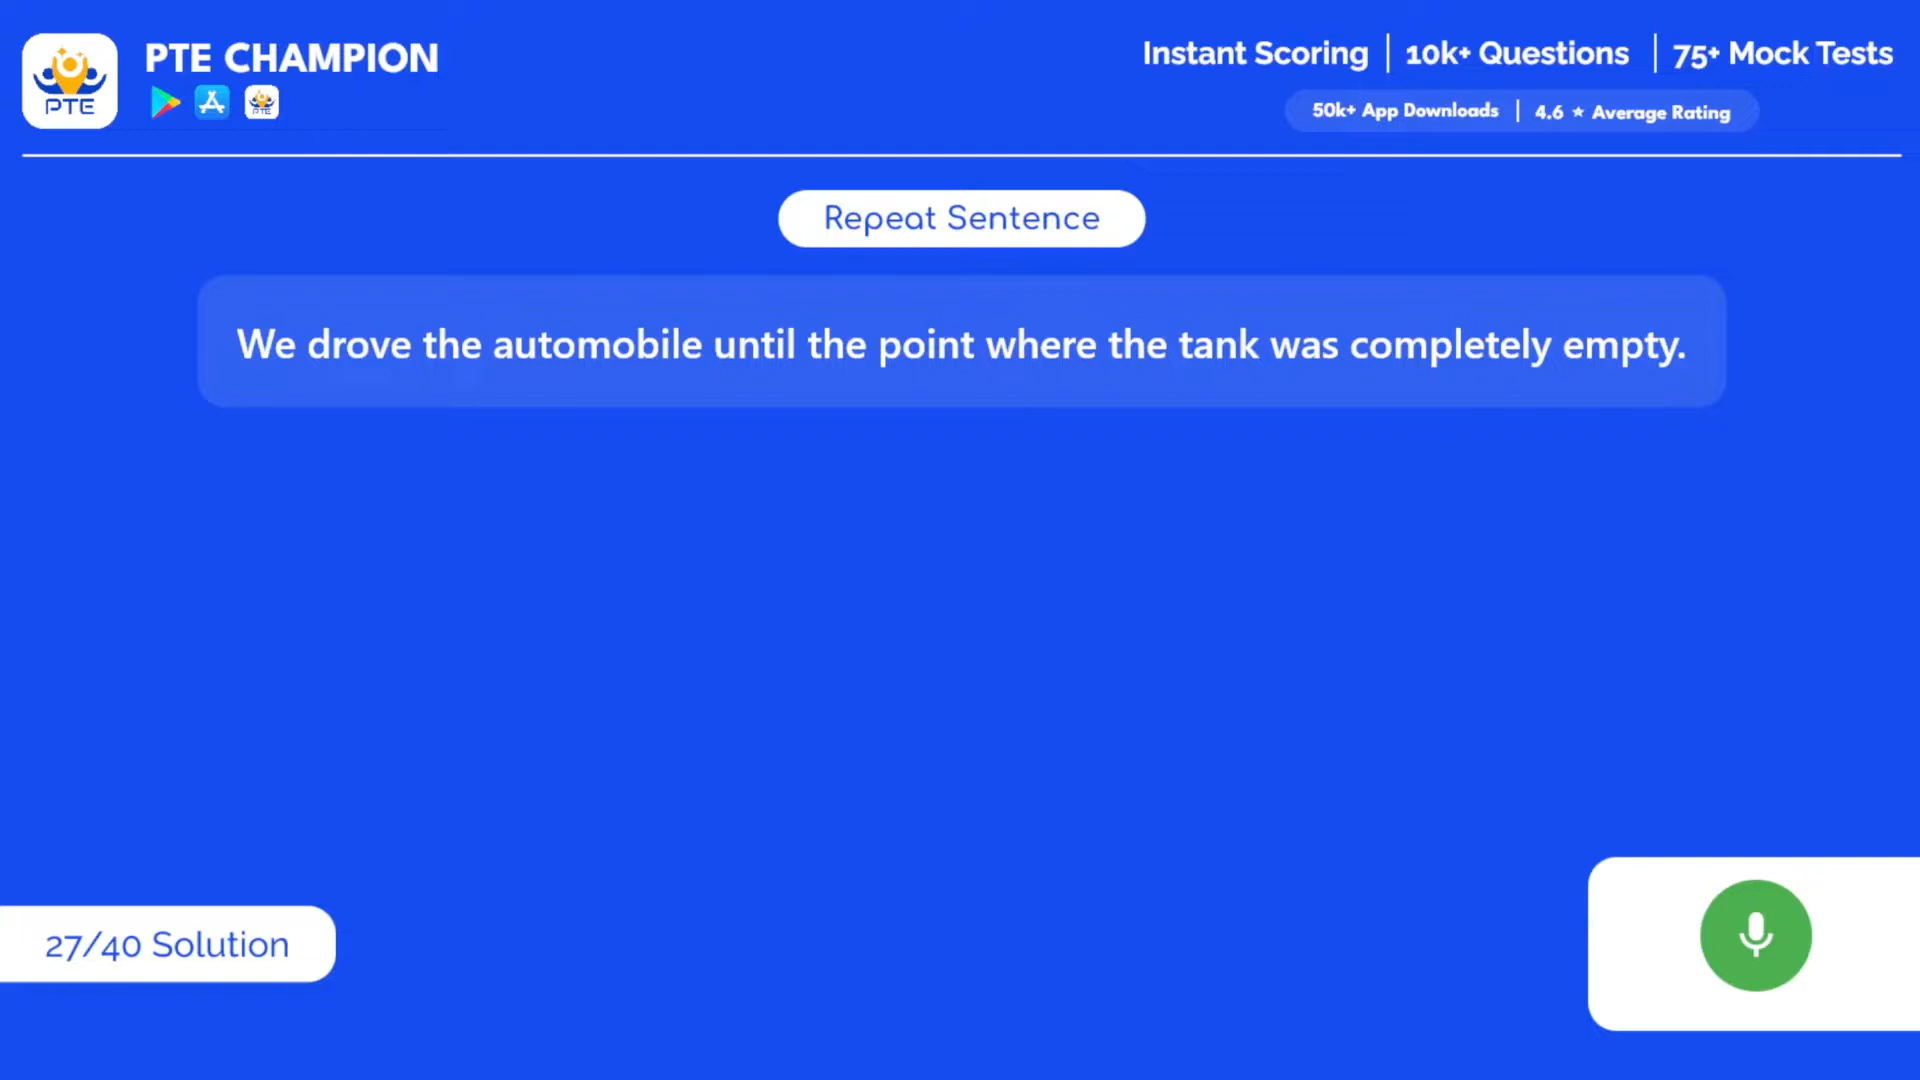 PTE CHAMPION
PTE
PTE
Instant Scoring | 10k+ Questions | 75+ Mock Tests
50k+ App Downloads | 4.6 ★ Average Rating
Repeat Sentence
We drove the automobile until the point where the tank was completely empty.
27/40 Solution